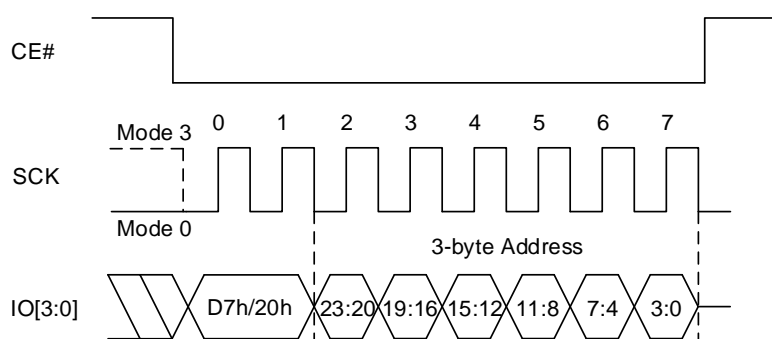 CE#
Mode 3
0 1 2 3 4 5 6 7
SCK
Mode 0
3-byte Address
IO[3:0]
D7h/20h 23:20 19:16 15:12 11:8 7:4 3:0